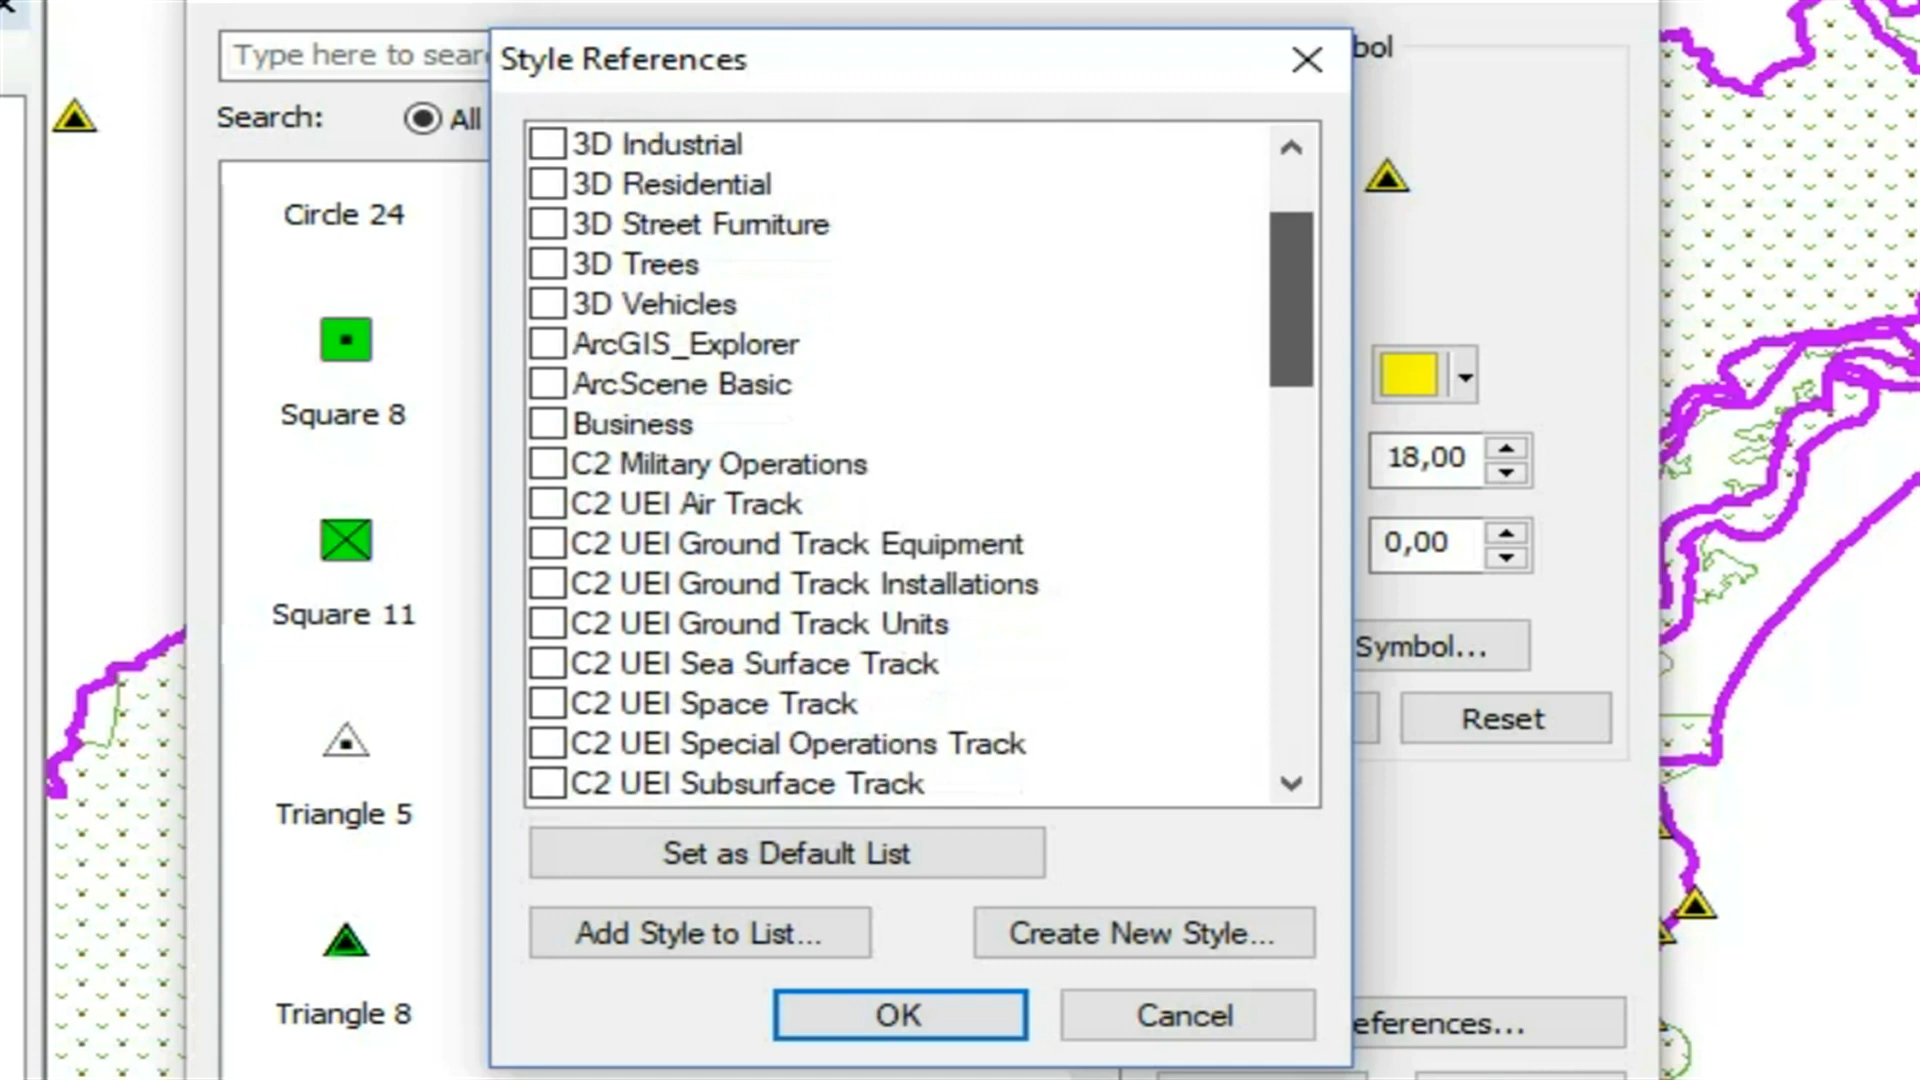 Type here to sear
Style References
bol
Search:
All
3D Industrial
3D Residential
3D Street Furniture
3D Trees
3D Vehicles
ArcGIS_Explorer
ArcScene Basic
Business
C2 Military Operations
C2 UEI Air Track
C2 UEI Ground Track Equipment
C2 UEI Ground Track Installations
C2 UEI Ground Track Units
C2 UEI Sea Surface Track
C2 UEI Space Track
C2 UEI Special Operations Track
C2 UEI Subsurface Track
Circle 24
Square 8
Square 11
Triangle 5
Triangle 8
18,00
0,00
Symbol...
Reset
Set as Default List
Add Style to List...
Create New Style...
OK
Cancel
eferences...